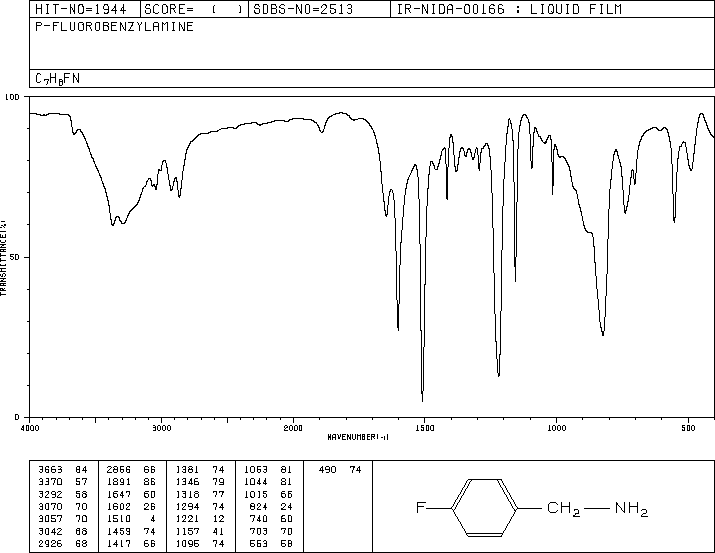 HIT-NO=1944 SCORE= ( ) SDBS-NO=2513 IR-NIDA-00166 : LIQUID FILM
P-FLUOROBENZYLAMINE
C7H8FN
100
50
0
TRANSMITTANCE(%)
4000 3000 2000 1500 1000 500
WAVENUMBER(-1)
3663 84 2856 66 1381 74 1063 81 490 74
3370 57 1891 86 1346 79 1044 81
3292 58 1647 60 1318 77 1015 66
3070 70 1602 26 1294 74 824 24
3057 70 1510 4 1221 12 740 60
3042 68 1459 74 1157 41 703 70
2926 68 1417 66 1096 74 553 58
F CH2 NH2